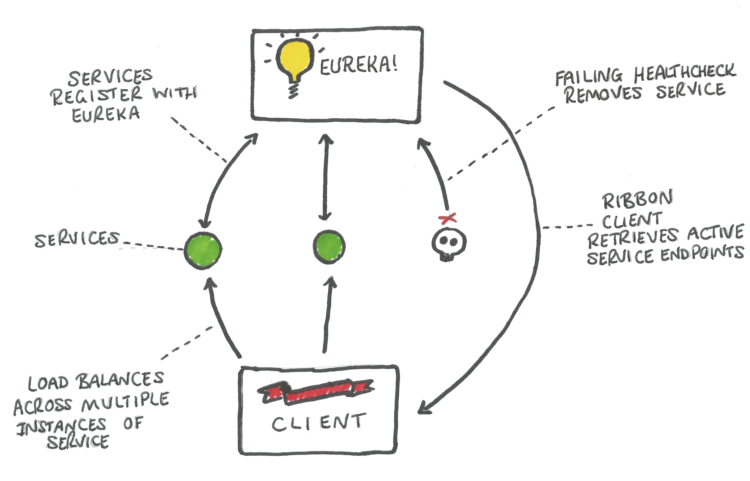 EUREKA!
SERVICES
REGISTER WITH
EUREKA
FAILING HEALTHCHECK
REMOVES SERVICE
SERVICES
RIBBON
CLIENT
RETRIEVES ACTIVE
SERVICE ENDPOINTS
LOAD BALANCES
ACROSS MULTIPLE
INSTANCES OF
SERVICE
CLIENT